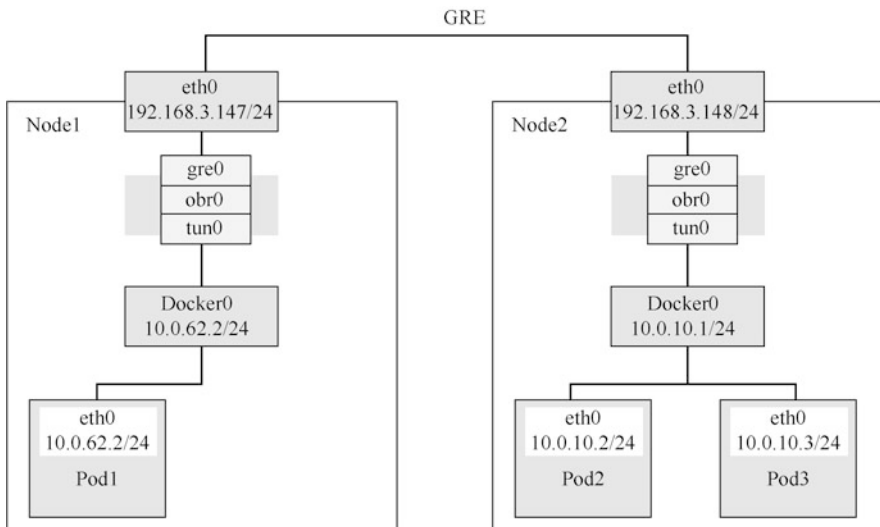 GRE
eth0
192.168.3.147/24
Node1
gre0
obr0
tun0
Docker0
10.0.62.2/24
eth0
10.0.62.2/24
Pod1
eth0
192.168.3.148/24
Node2
gre0
obr0
tun0
Docker0
10.0.10.1/24
eth0
10.0.10.2/24
Pod2
eth0
10.0.10.3/24
Pod3